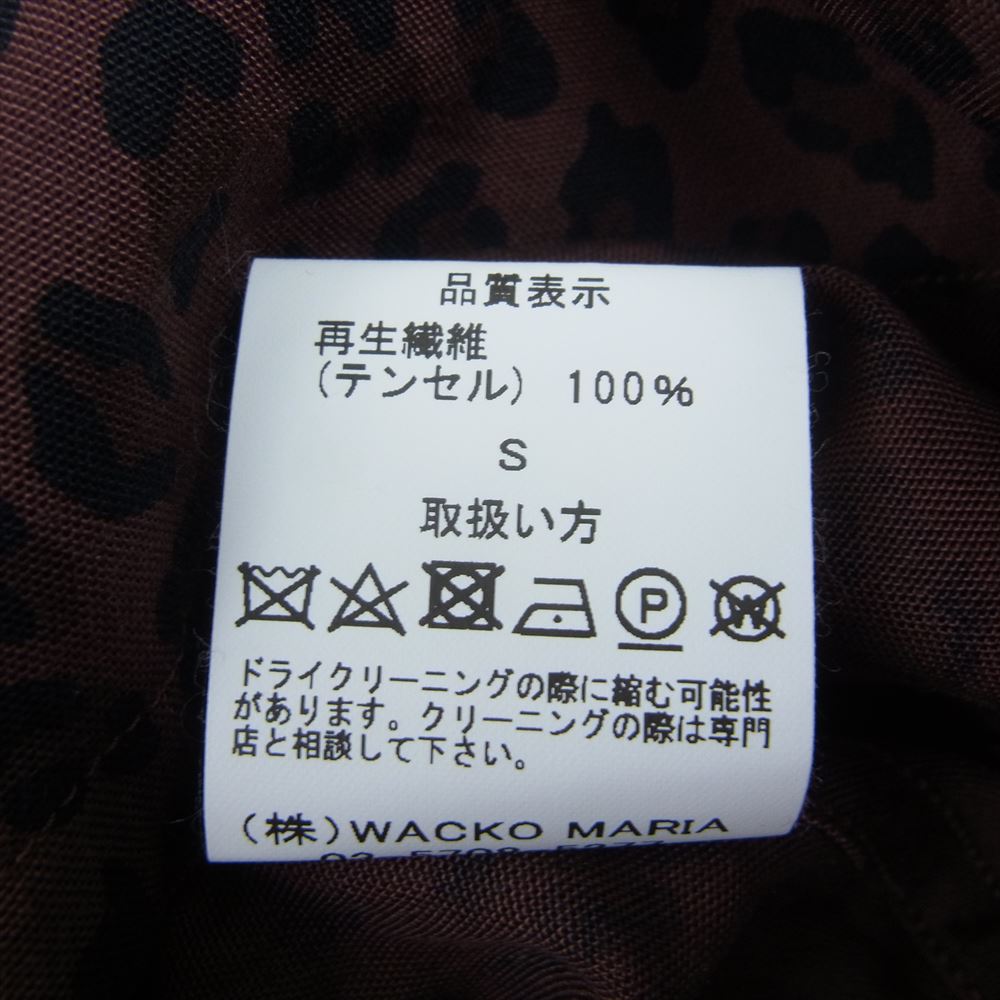 品質表示
再生繊維
(テンセル) 100%
S
取扱い方
P
W
ドライクリーニングの際に縮む可能性
があります。クリーニングの際は専門
店と相談して下さい。
(株)WACKO MARIA